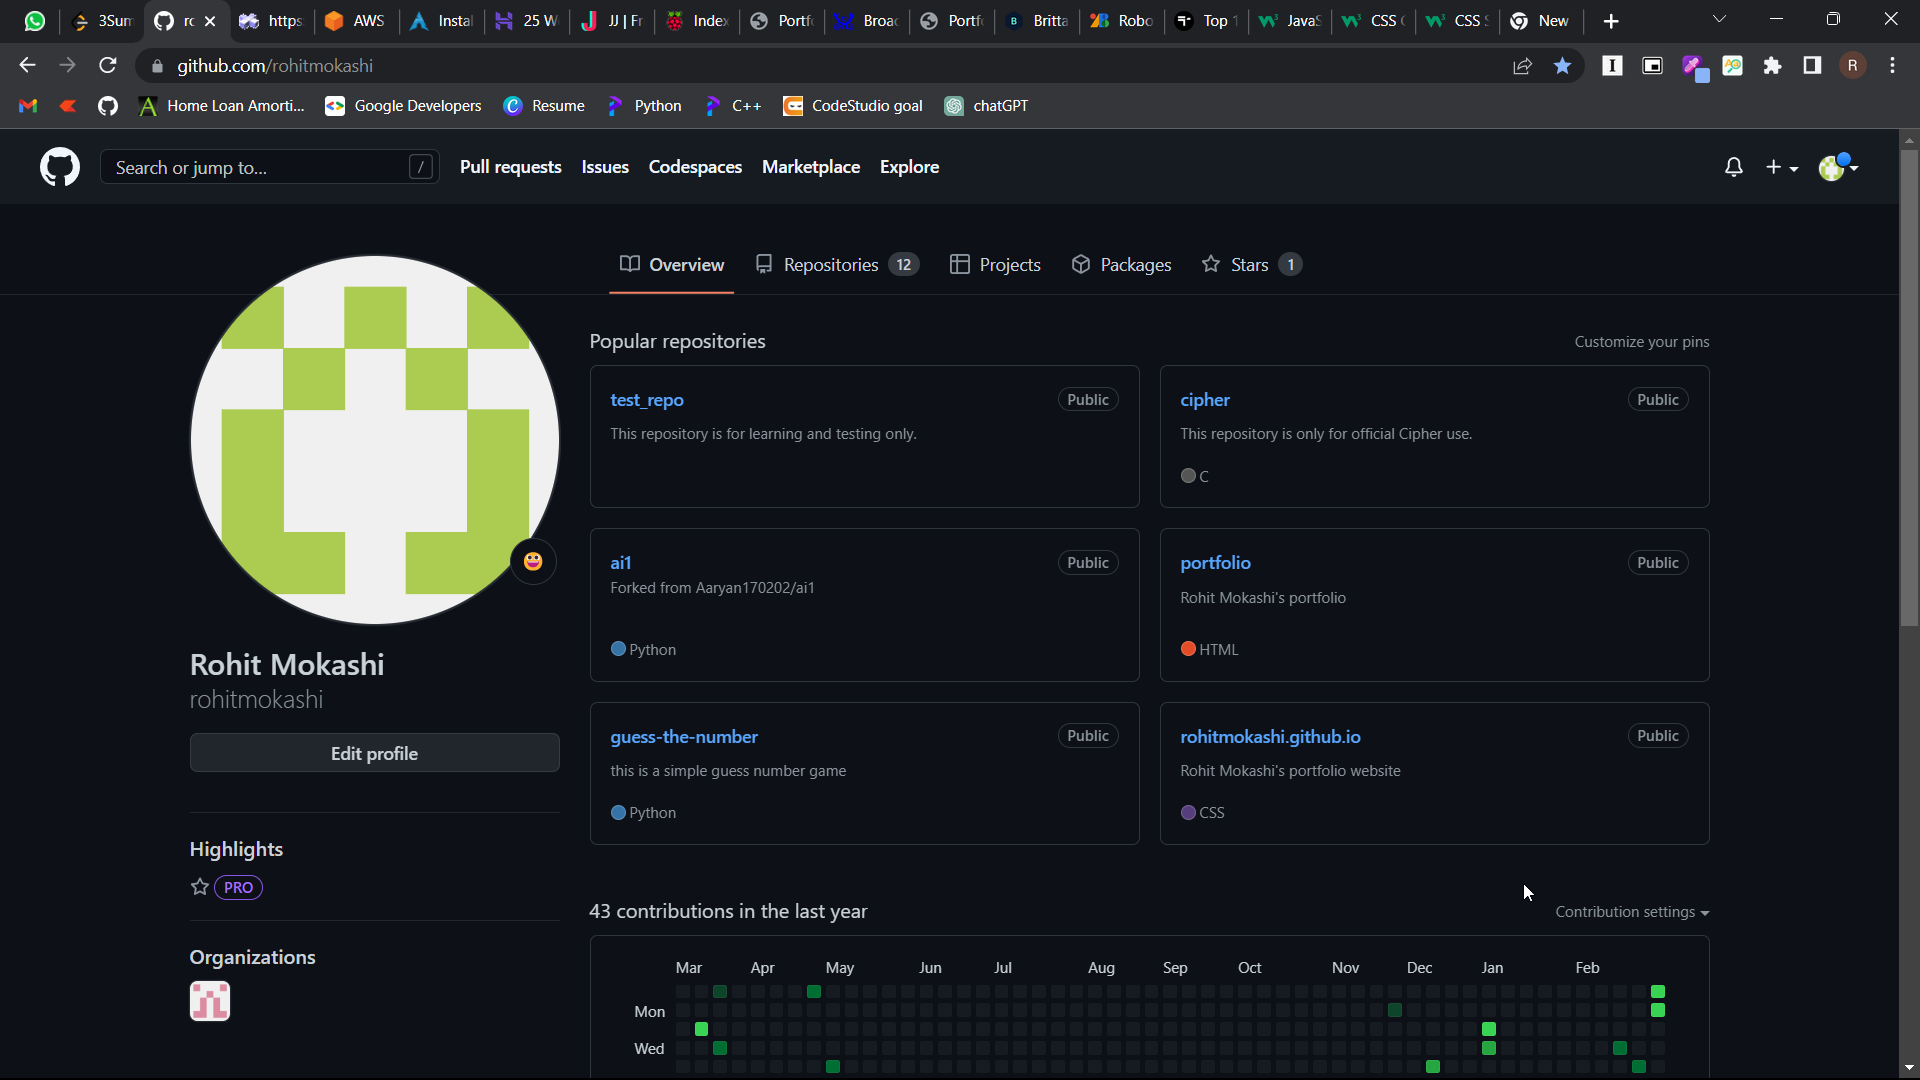 3Sum
https
AWS
Instal
25 W
JJ | Fr
Index
Portfo
Broad
Portfo
Britta
Robo
Top 1
JavaS
CSS
CSS
New
github.com/rohitmokashi
R
Home Loan Amorti...
Google Developers
Resume
Python
C++
CodeStudio goal
chatGPT
Search or jump to...
/
Pull requests
Issues
Codespaces
Marketplace
Explore
Overview
Repositories 12
Projects
Packages
Stars 1
Popular repositories
Customize your pins
test_repo
Public
This repository is for learning and testing only.
cipher
Public
This repository is only for official Cipher use.
C
ai1
Public
Forked from Aaryan170202/ai1
Python
portfolio
Public
Rohit Mokashi's portfolio
HTML
guess-the-number
Public
this is a simple guess number game
Python
rohitmokashi.github.io
Public
Rohit Mokashi's portfolio website
CSS
Rohit Mokashi
rohitmokashi
Edit profile
Highlights
PRO
Organizations
43 contributions in the last year
Contribution settings
Mar Apr May Jun Jul Aug Sep Oct Nov Dec Jan Feb
Mon
Wed